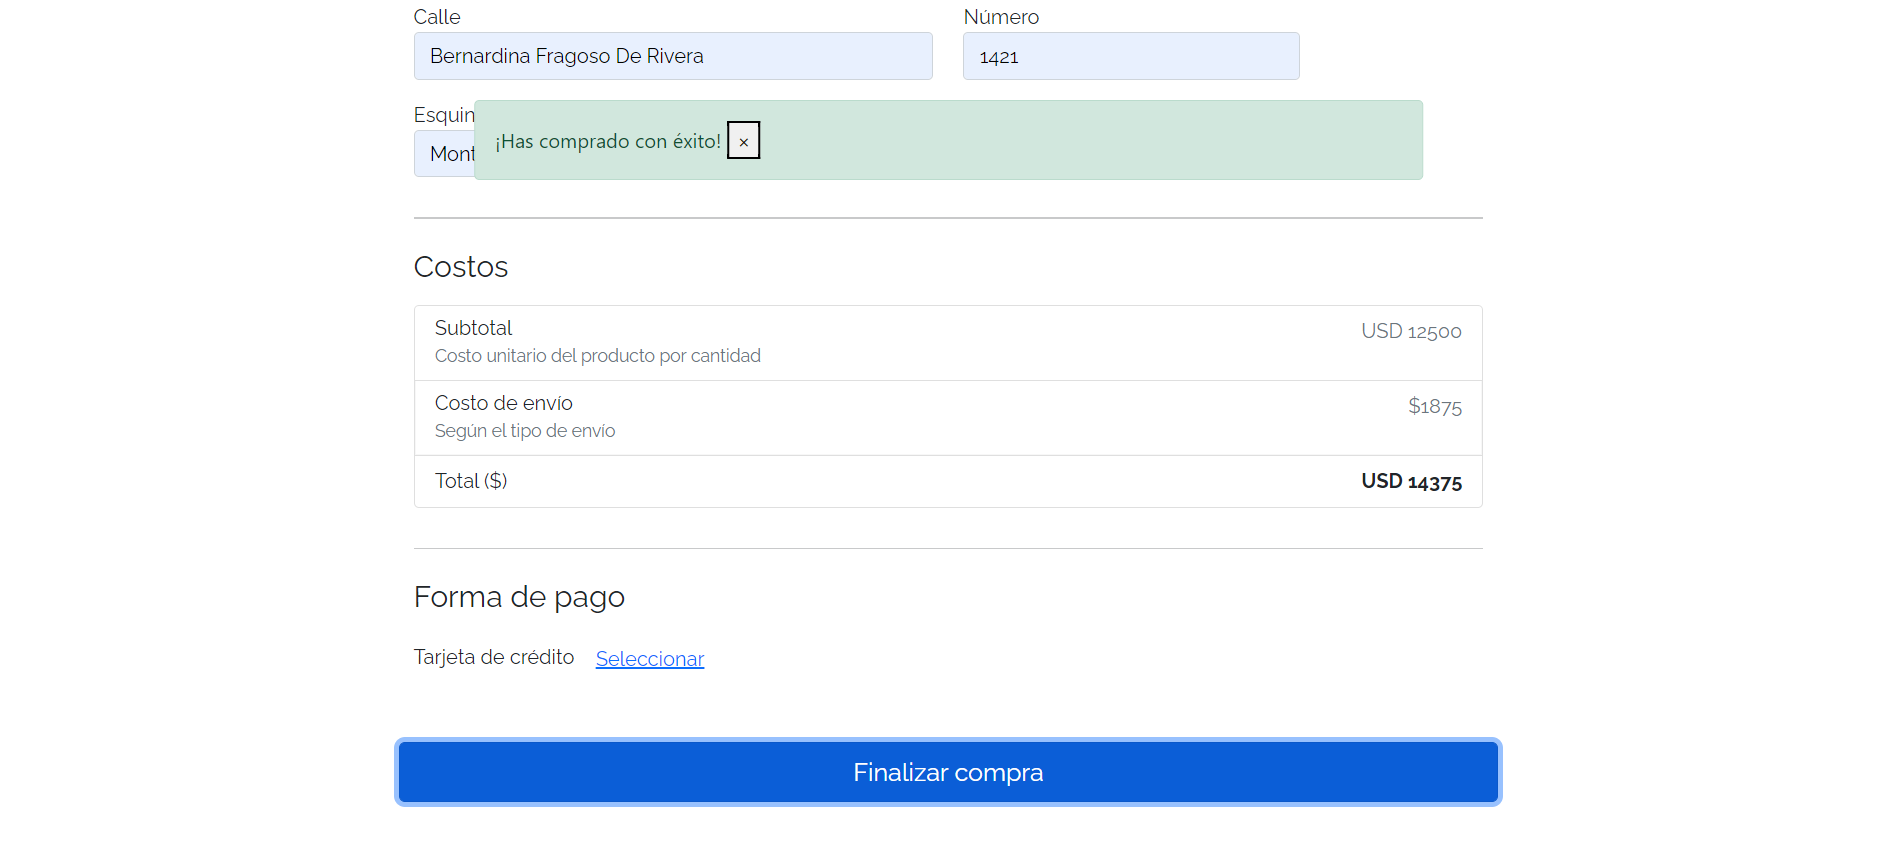 Calle
Número
Bernardina Fragoso De Rivera
1421
Esquin
Mont
¡Has comprado con éxito! ×
Costos
Subtotal
USD 12500
Costo unitario del producto por cantidad
Costo de envío
$1875
Según el tipo de envío
Total ($)
USD 14375
Forma de pago
Tarjeta de crédito Seleccionar
Finalizar compra